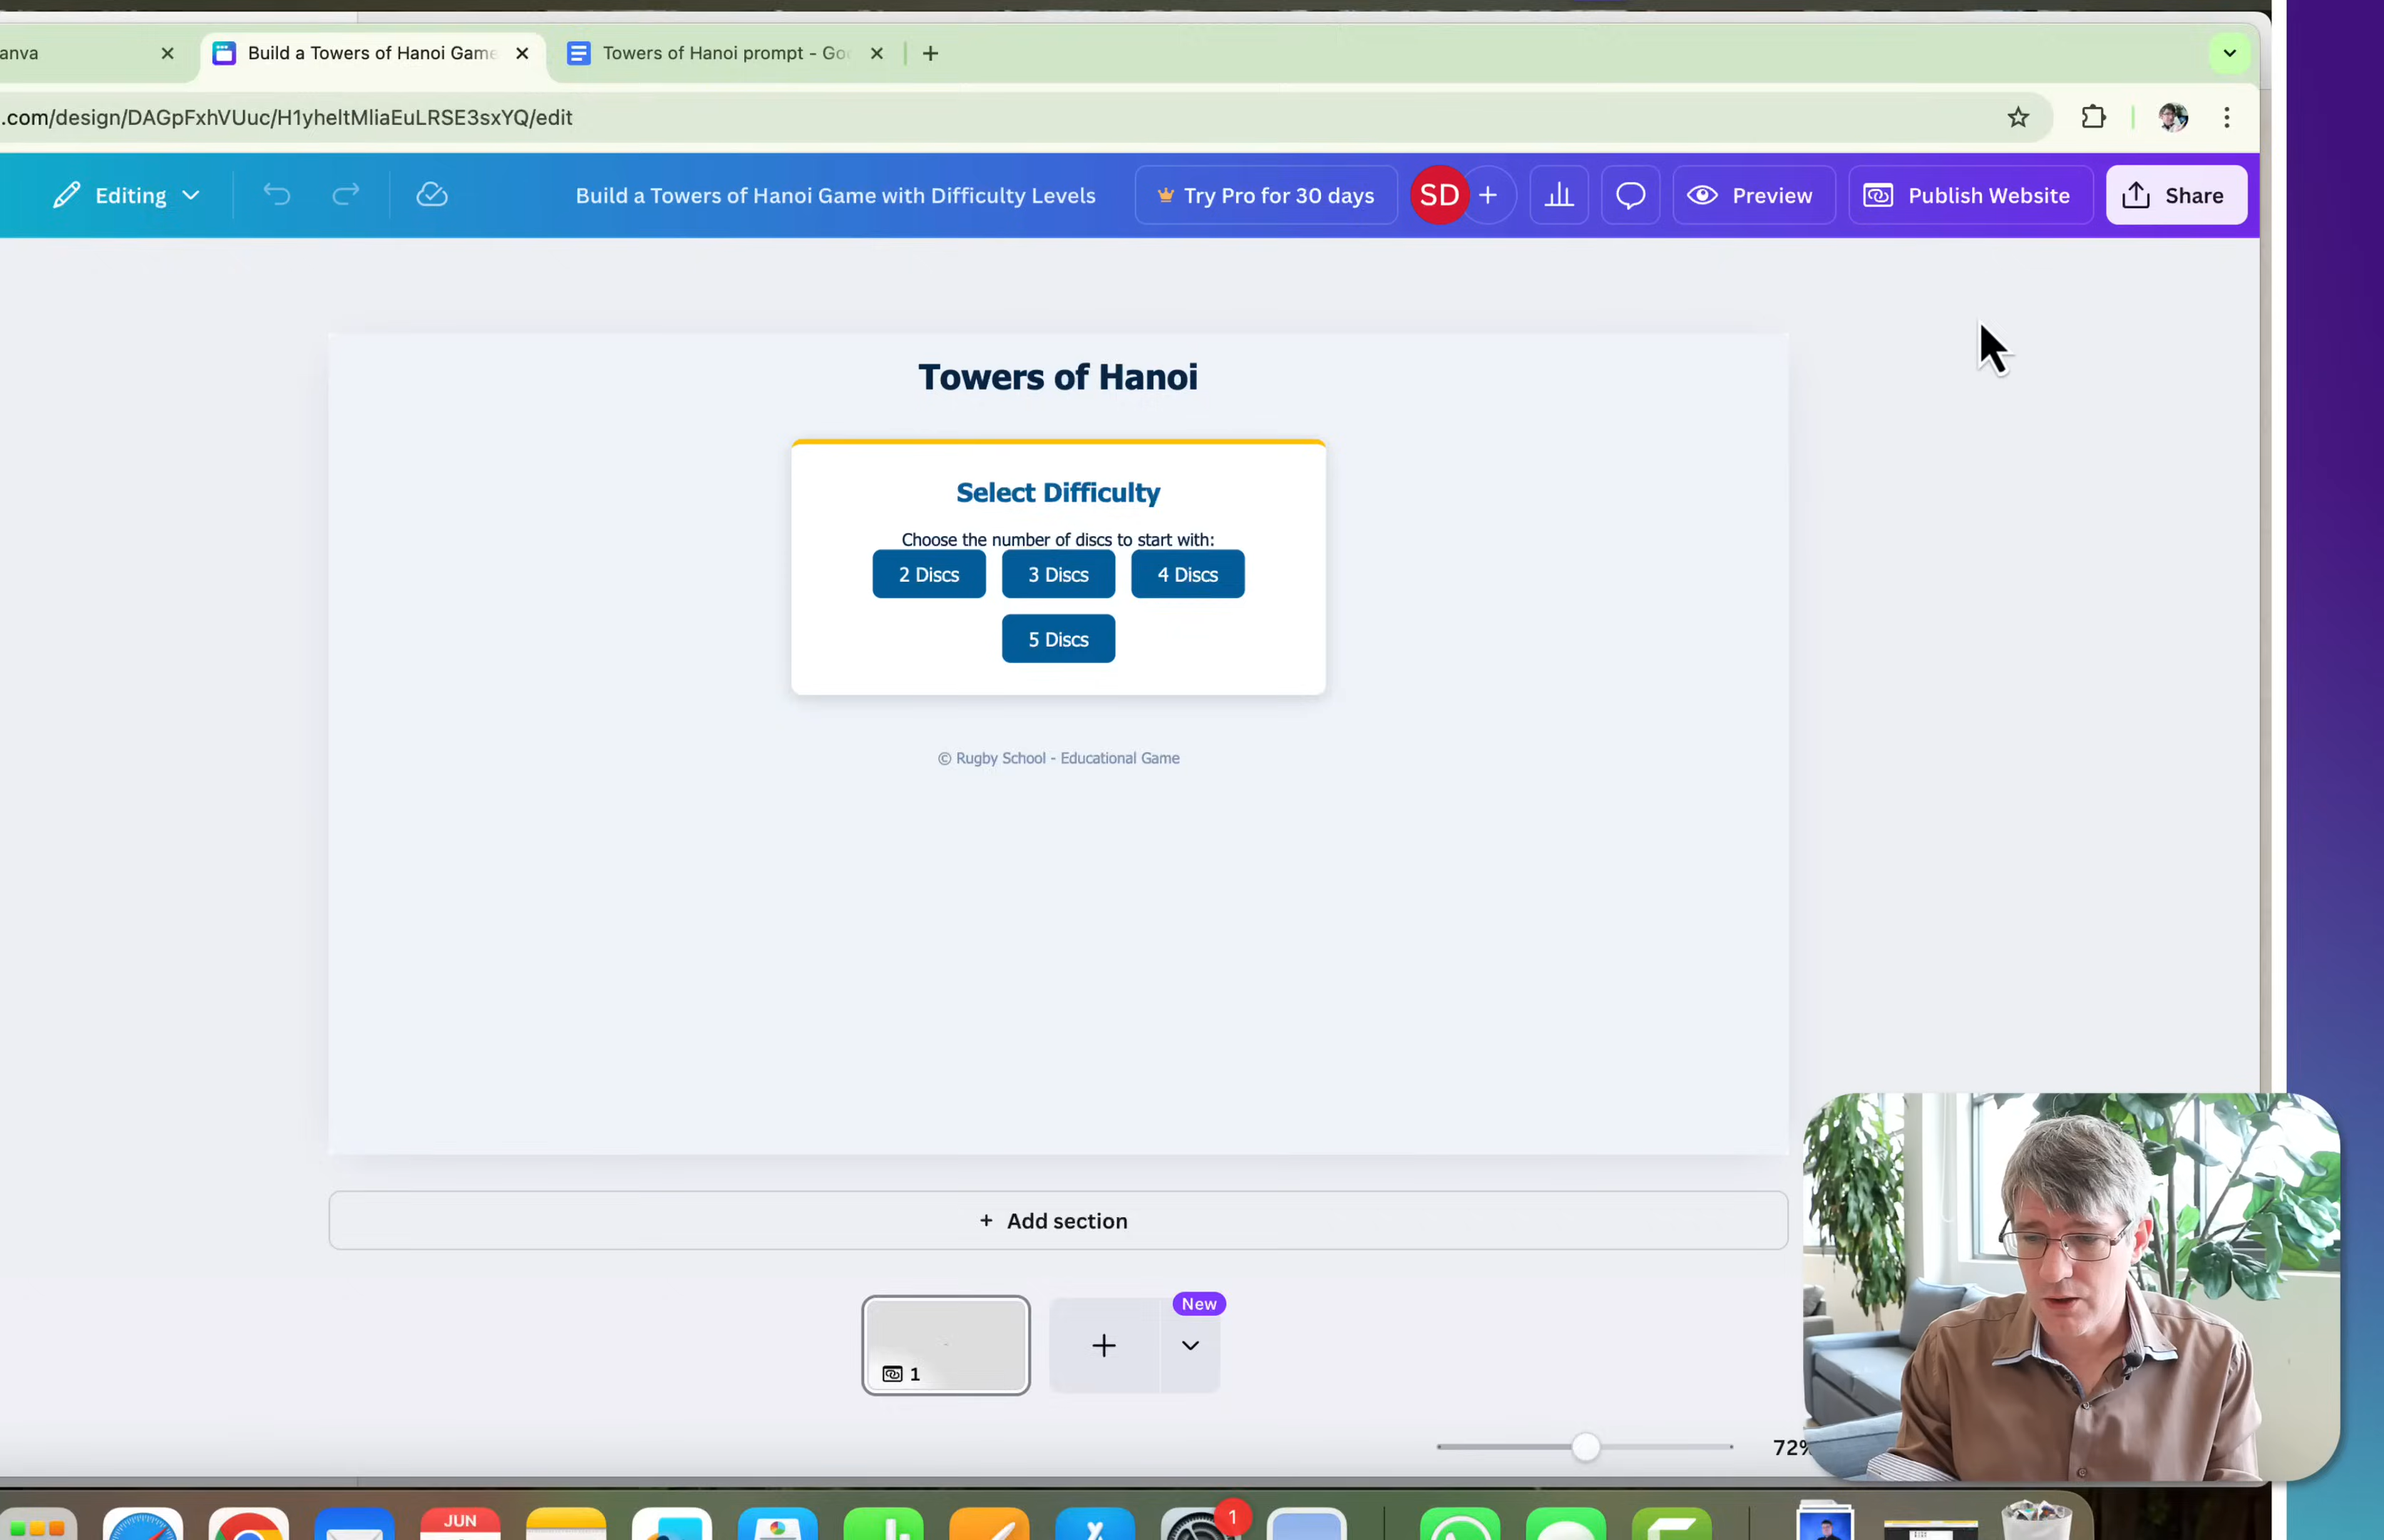 anva
Build a Towers of Hanoi Game
Towers of Hanoi prompt - Goo
.com/design/DAGpFxhVUuc/H1yheltMliaEuLRSE3sxYQ/edit
Editing
Build a Towers of Hanoi Game with Difficulty Levels
Try Pro for 30 days
SD
Preview
Publish Website
Share
Towers of Hanoi
Select Difficulty
Choose the number of discs to start with:
2 Discs
3 Discs
4 Discs
5 Discs
© Rugby School - Educational Game
+ Add section
New
1
72%
JUN
1